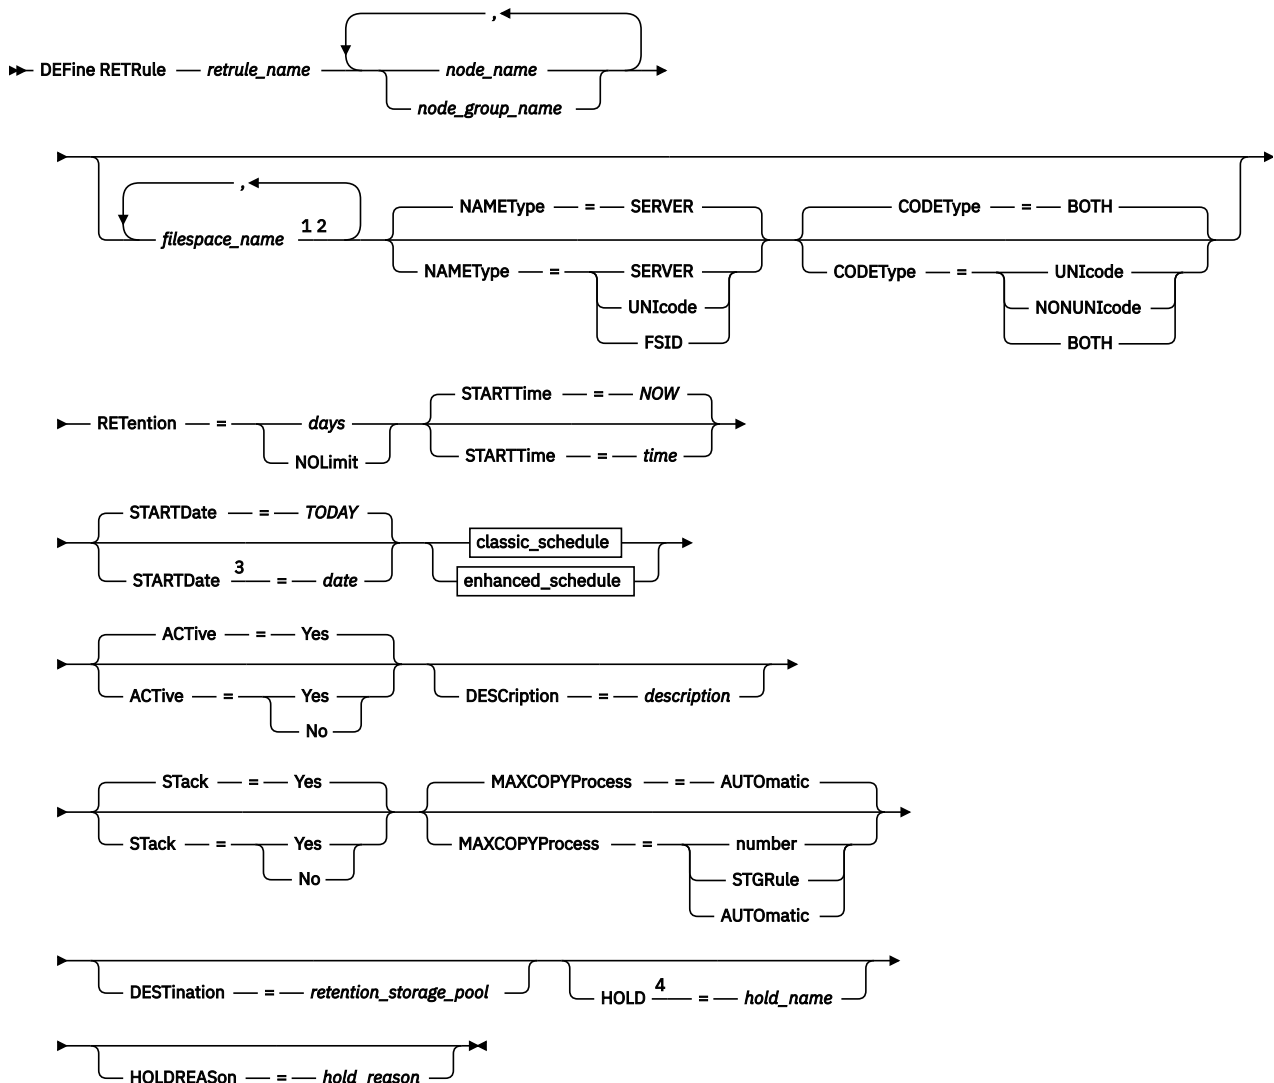 ,
DEFine RETRule retrule_name node_name
node_group_name
,
NAMEType = SERVER CODEType = BOTH
filespace_name 1 2
NAMEType = SERVER CODEType = UNIcode
UNIcode NONUNIcode
FSID BOTH
STARTTime = NOW
RETention = days
NOLimit STARTTime = time
STARTDate = TODAY
classic_schedule
STARTDate 3 = date enhanced_schedule
ACTive = Yes
ACTive = Yes DESCription = description
No
STack = Yes MAXCOPYProcess = AUTOmatic
STack = Yes MAXCOPYProcess = number
No STGRule
AUTOmatic
DESTination = retention_storage_pool HOLD 4 = hold_name
HOLDREASon = hold_reason